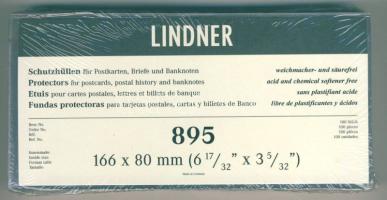 LINDNER
Schutzhüllen für Postkarten, Briefe und Banknoten
weichmacher- und säurefrei
Protectors for postcards, postal history and banknotes
acid and chemical softener free
Etuis pour cartes postales, lettres et billets de banque
sans plastifiant acide
Fundas protectoras para tarjetas postales, cartas y billetes de Banco
libre de plastificantes y ácidos
895
166 x 80 mm (6 17/32" x 3 5/32")